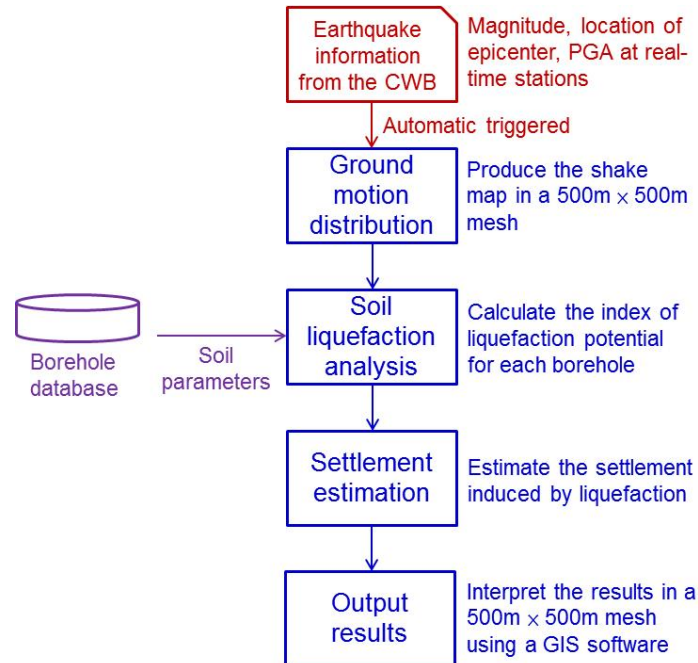 Earthquake
information
from the CWB
Magnitude, location of
epicenter, PGA at real-
time stations
Automatic triggered
Ground
motion
distribution
Produce the shake
map in a 500m × 500m
mesh
Borehole
database
Soil
parameters
Soil
liquefaction
analysis
Calculate the index of
liquefaction potential
for each borehole
Settlement
estimation
Estimate the settlement
induced by liquefaction
Output
results
Interpret the results in a
500m × 500m mesh
using a GIS software